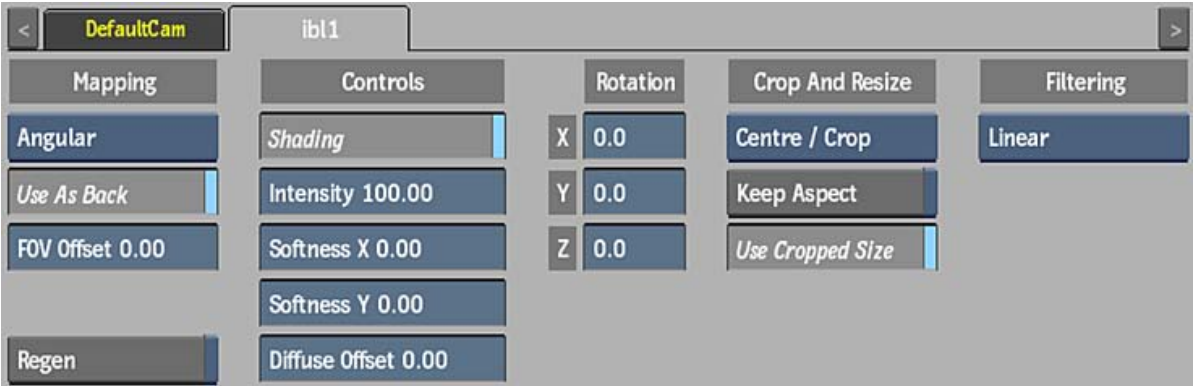 < DefaultCam ibl1 >
Mapping Controls Rotation Crop And Resize Filtering
Angular Shading X 0.0 Centre / Crop Linear
Use As Back Intensity 100.00 Y 0.0 Keep Aspect
FOV Offset 0.00 Softness X 0.00 Z 0.0 Use Cropped Size
Softness Y 0.00
Regen Diffuse Offset 0.00